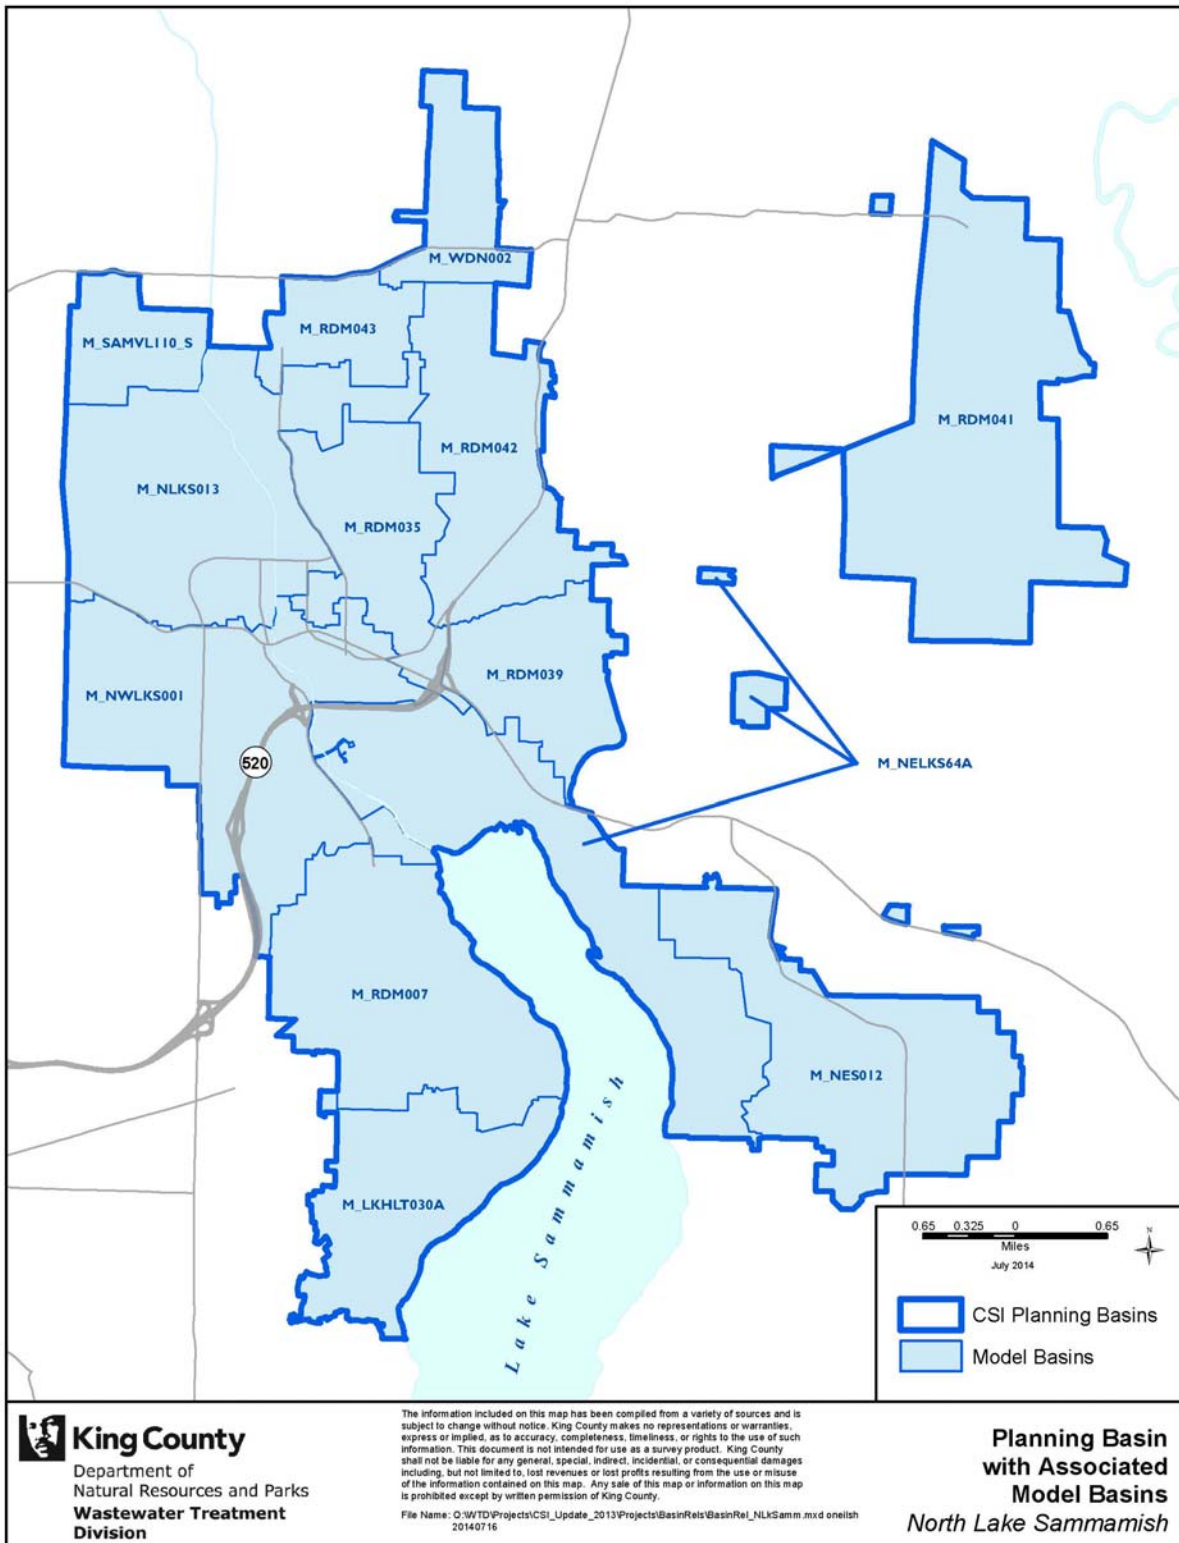 M_WDN002
M_RDM043
M_SAMVL110_S
M_RDM041
M_RDM042
M_NLKS013
M_RDM035
M_RDM039
M_NWLKS001
520
M_NELKS64A
M_RDM007
M_NES012
M_LKHLT030A
Lake Sammamish
0.65 0.325 0 0.65
Miles
July 2014
N
CSI Planning Basins
Model Basins
King County
Department of
Natural Resources and Parks
Wastewater Treatment
Division
The information included on this map has been compiled from a variety of sources and is
subject to change without notice. King County makes no representations or warranties,
express or implied, as to accuracy, completeness, timeliness, or rights to the use of such
information. This document is not intended for use as a survey product. King County
shall not be liable for any general, special, indirect, incidental, or consequential damages
including, but not limited to, lost revenues or lost profits resulting from the use or misuse
of the information contained on this map. Any sale of this map or information on this map
is prohibited except by written permission of King County.
File Name: Q:\WTD\Projects\CSI_Update_2013\Projects\BasinRels\BasinRel_NLkSamm.mxd oneilsh
20140716
Planning Basin
with Associated
Model Basins
North Lake Sammamish